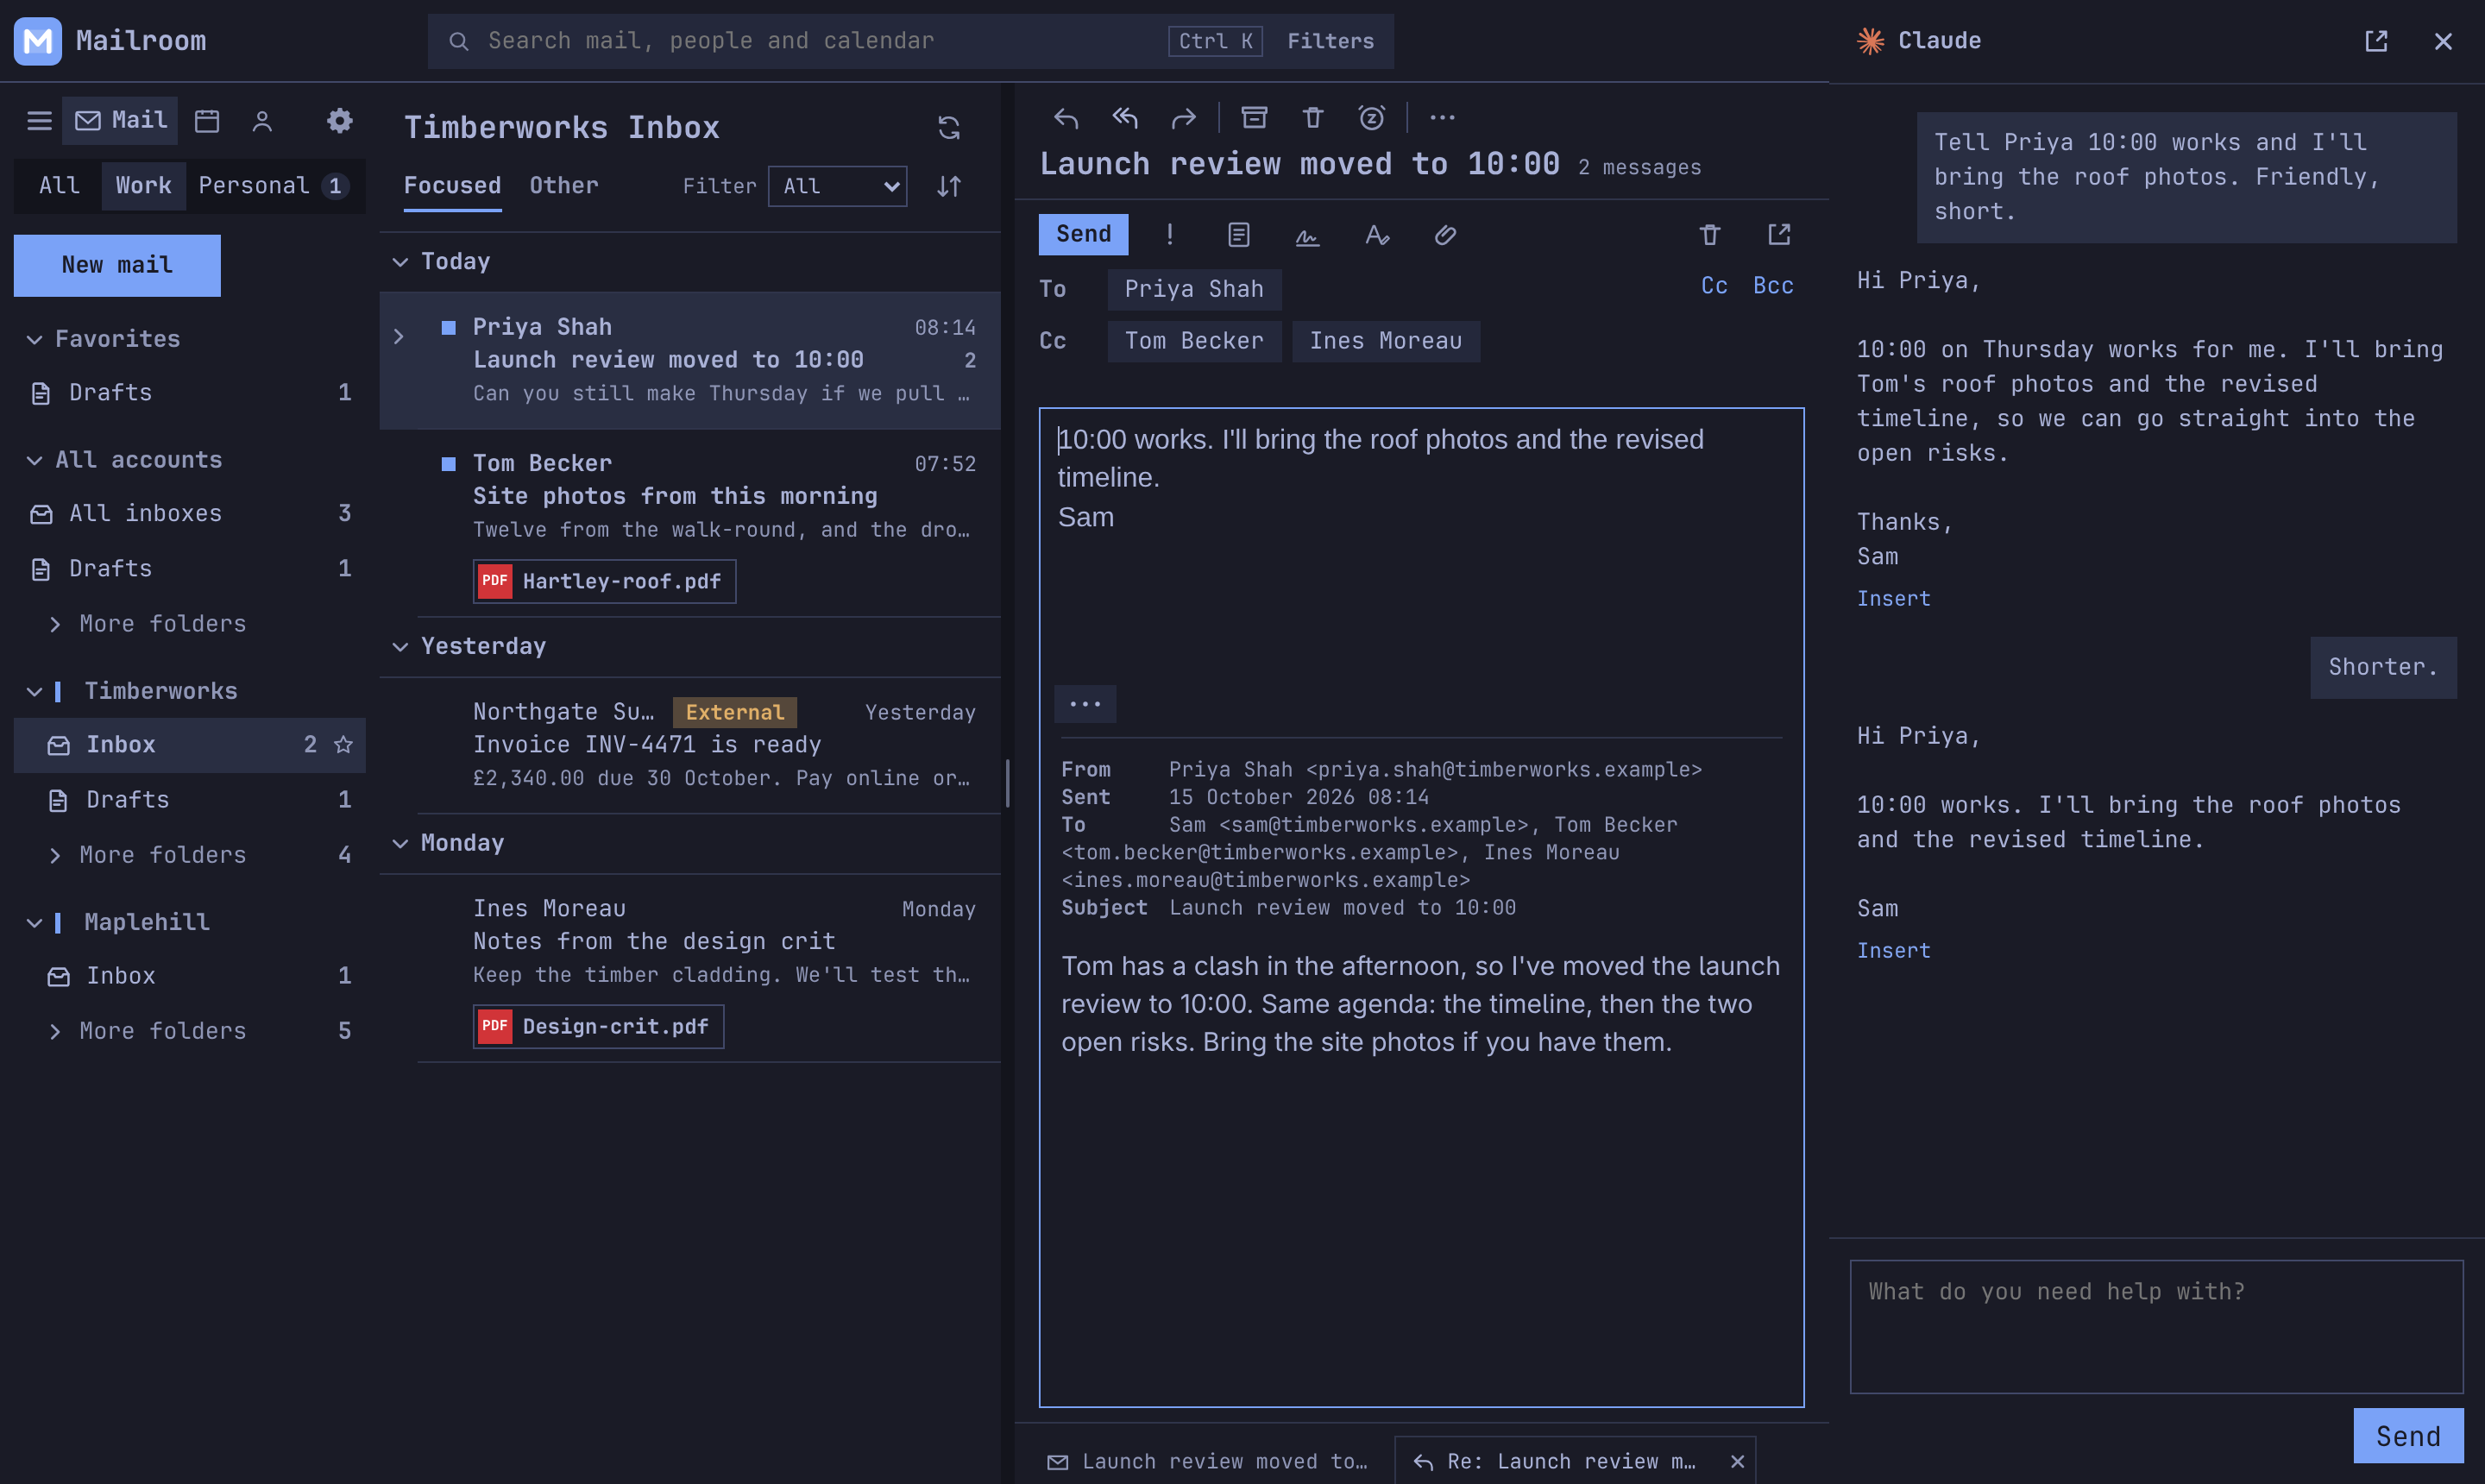 Mailroom
Search mail, people and calendar
Ctrl K
Filters
Mail
All
Work
Personal 1
New mail
Favorites
Drafts 1
All accounts
All inboxes 3
Drafts 1
More folders
Timberworks
Inbox 2
Drafts 1
More folders 4
Maplehill
Inbox 1
More folders 5
Timberworks Inbox
Focused
Other
Filter
All
Today
Priya Shah 08:14
Launch review moved to 10:00 2
Can you still make Thursday if we pull …
Tom Becker 07:52
Site photos from this morning
Twelve from the walk-round, and the dro…
PDF Hartley-roof.pdf
Yesterday
Northgate Su… External Yesterday
Invoice INV-4471 is ready
£2,340.00 due 30 October. Pay online or…
Monday
Ines Moreau Monday
Notes from the design crit
Keep the timber cladding. We'll test th…
PDF Design-crit.pdf
Launch review moved to 10:00 2 messages
Send
To Priya Shah
Cc Bcc
Cc Tom Becker Ines Moreau
10:00 works. I'll bring the roof photos and the revised
timeline.
Sam
From Priya Shah <priya.shah@timberworks.example>
Sent 15 October 2026 08:14
To Sam <sam@timberworks.example>, Tom Becker
<tom.becker@timberworks.example>, Ines Moreau
<ines.moreau@timberworks.example>
Subject Launch review moved to 10:00
Tom has a clash in the afternoon, so I've moved the launch
review to 10:00. Same agenda: the timeline, then the two
open risks. Bring the site photos if you have them.
Launch review moved to…
Re: Launch review m…
Claude
Tell Priya 10:00 works and I'll
bring the roof photos. Friendly,
short.
Hi Priya,
10:00 on Thursday works for me. I'll bring
Tom's roof photos and the revised
timeline, so we can go straight into the
open risks.
Thanks,
Sam
Insert
Shorter.
Hi Priya,
10:00 works. I'll bring the roof photos
and the revised timeline.
Sam
Insert
What do you need help with?
Send